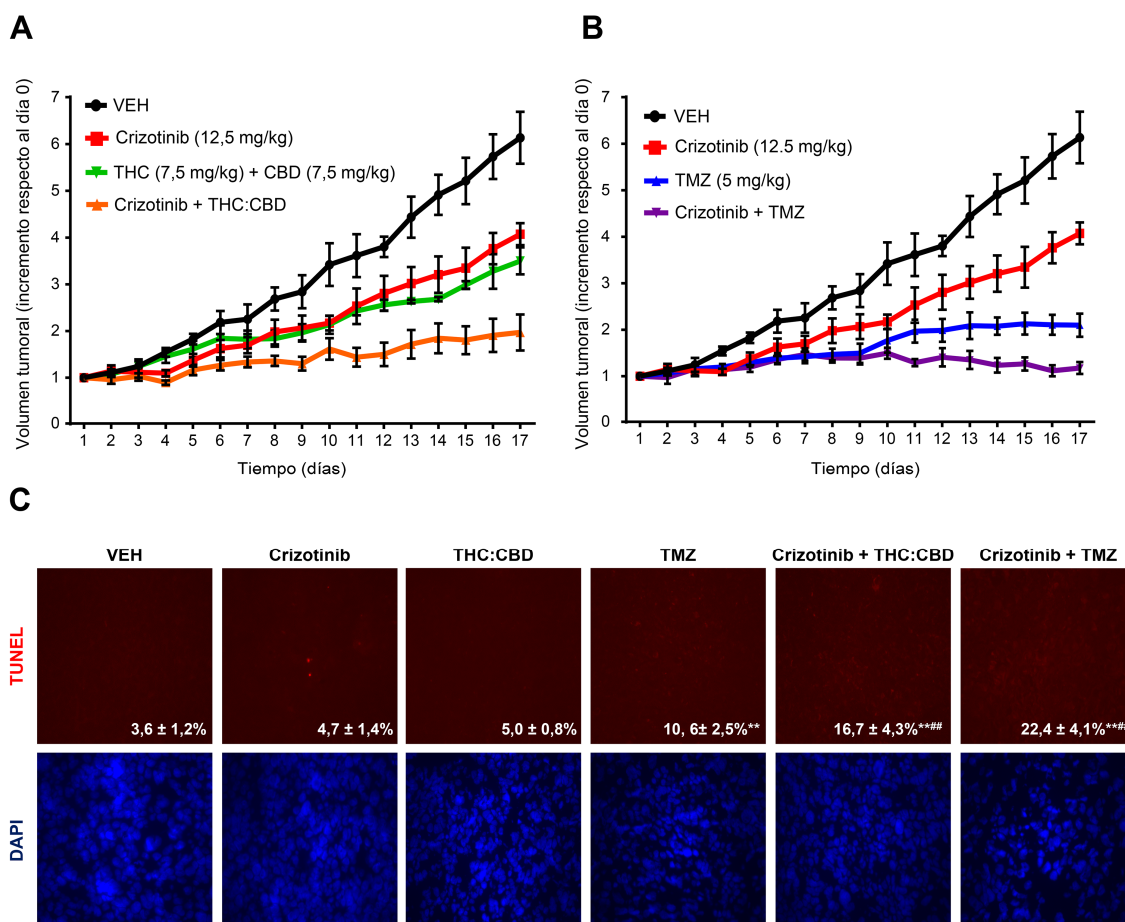 A
B
Volumen tumoral (incremento respecto al día 0)
7
6
5
4
3
2
1
0
VEH
Crizotinib (12,5 mg/kg)
THC (7,5 mg/kg) + CBD (7,5 mg/kg)
Crizotinib + THC:CBD
1 2 3 4 5 6 7 8 9 10 11 12 13 14 15 16 17
Tiempo (días)
Volumen tumoral (incremento respecto al día 0)
7
6
5
4
3
2
1
0
VEH
Crizotinib (12.5 mg/kg)
TMZ (5 mg/kg)
Crizotinib + TMZ
1 2 3 4 5 6 7 8 9 10 11 12 13 14 15 16 17
Tiempo (días)
C
VEH Crizotinib THC:CBD TMZ Crizotinib + THC:CBD Crizotinib + TMZ
TUNEL
3,6 ± 1,2% 4,7 ± 1,4% 5,0 ± 0,8% 10, 6± 2,5%** 16,7 ± 4,3%**## 22,4 ± 4,1%**#
DAPI